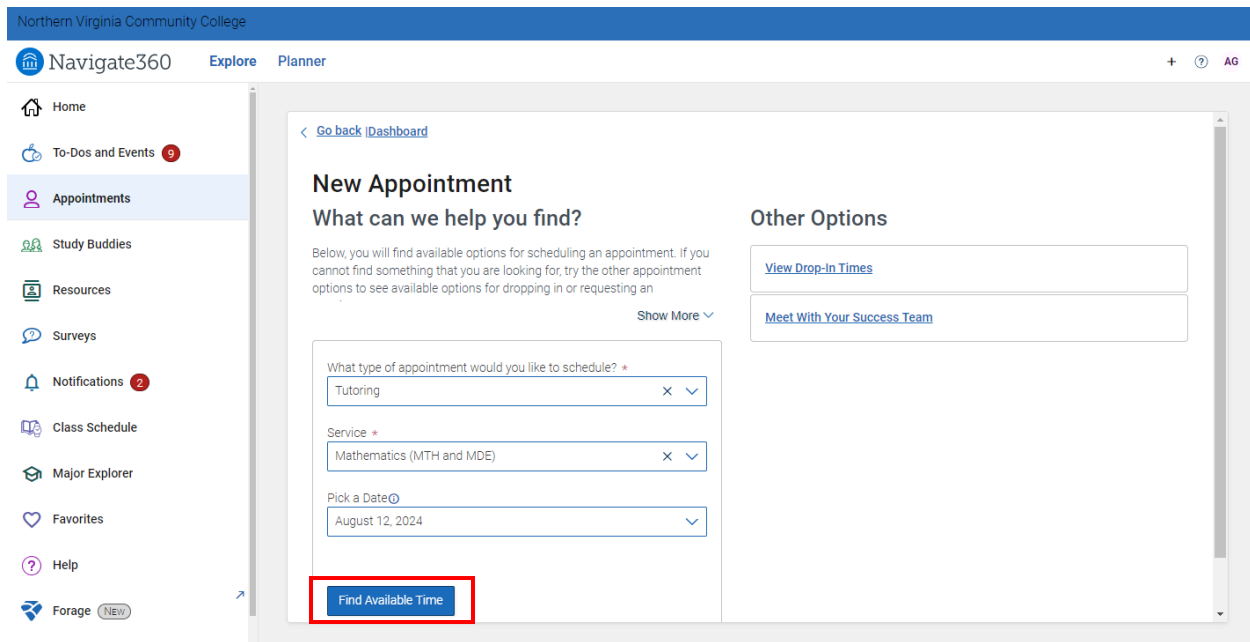 Northern Virginia Community College
Navigate360 Explore Planner + ? AG
Home
To-Dos and Events 9
Appointments
Study Buddies
Resources
Surveys
Notifications 2
Class Schedule
Major Explorer
Favorites
Help
Forage NEW
Go back |Dashboard
New Appointment
What can we help you find?
Below, you will find available options for scheduling an appointment. If you
cannot find something that you are looking for, try the other appointment
options to see available options for dropping in or requesting an
Show More
What type of appointment would you like to schedule? *
Tutoring
Service *
Mathematics (MTH and MDE)
Pick a Date
August 12, 2024
Find Available Time
Other Options
View Drop-In Times
Meet With Your Success Team